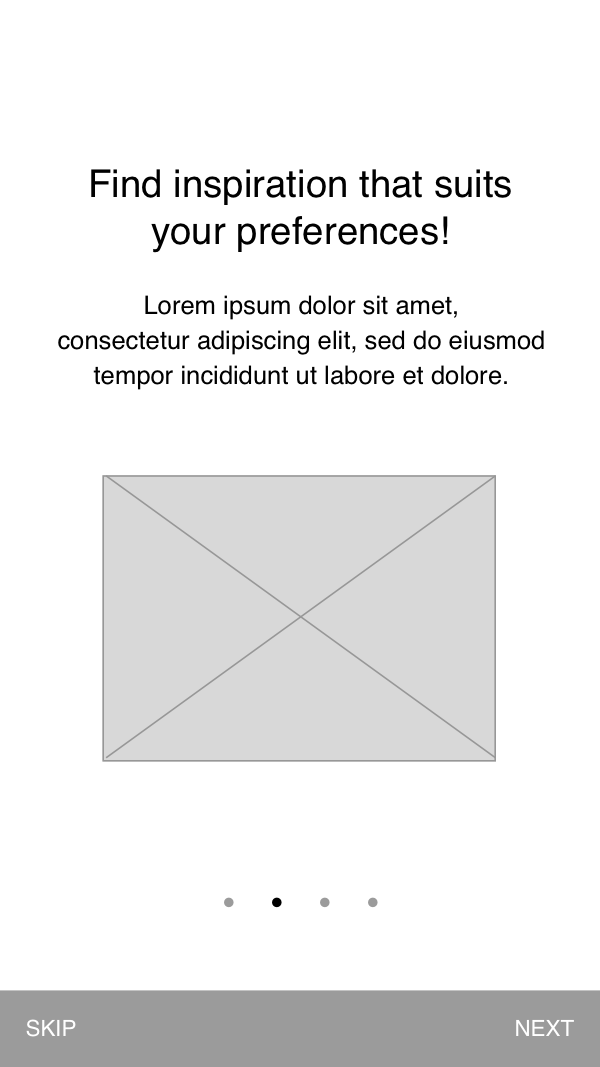 Find inspiration that suits
your preferences!
Lorem ipsum dolor sit amet,
consectetur adipiscing elit, sed do eiusmod
tempor incididunt ut labore et dolore.
SKIP
NEXT